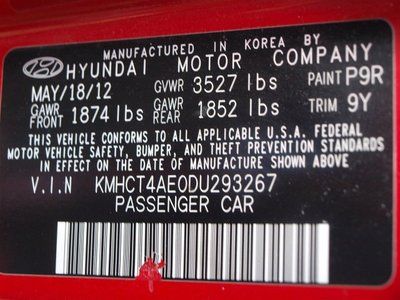 MANUFACTURED IN KOREA BY
HYUNDAI MOTOR COMPANY
MAY/18/12 GVWR 3527 lbs PAINT P9R
GAWR FRONT 1874 lbs GAWR REAR 1852 lbs TRIM 9Y
THIS VEHICLE CONFORMS TO ALL APPLICABLE U.S.A. FEDERAL
MOTOR VEHICLE SAFETY, BUMPER, AND THEFT PREVENTION STANDARDS
IN EFFECT ON THE DATE OF MANUFACTURE SHOWN ABOVE
V.I.N KMHCT4AE0DU293267
PASSENGER CAR